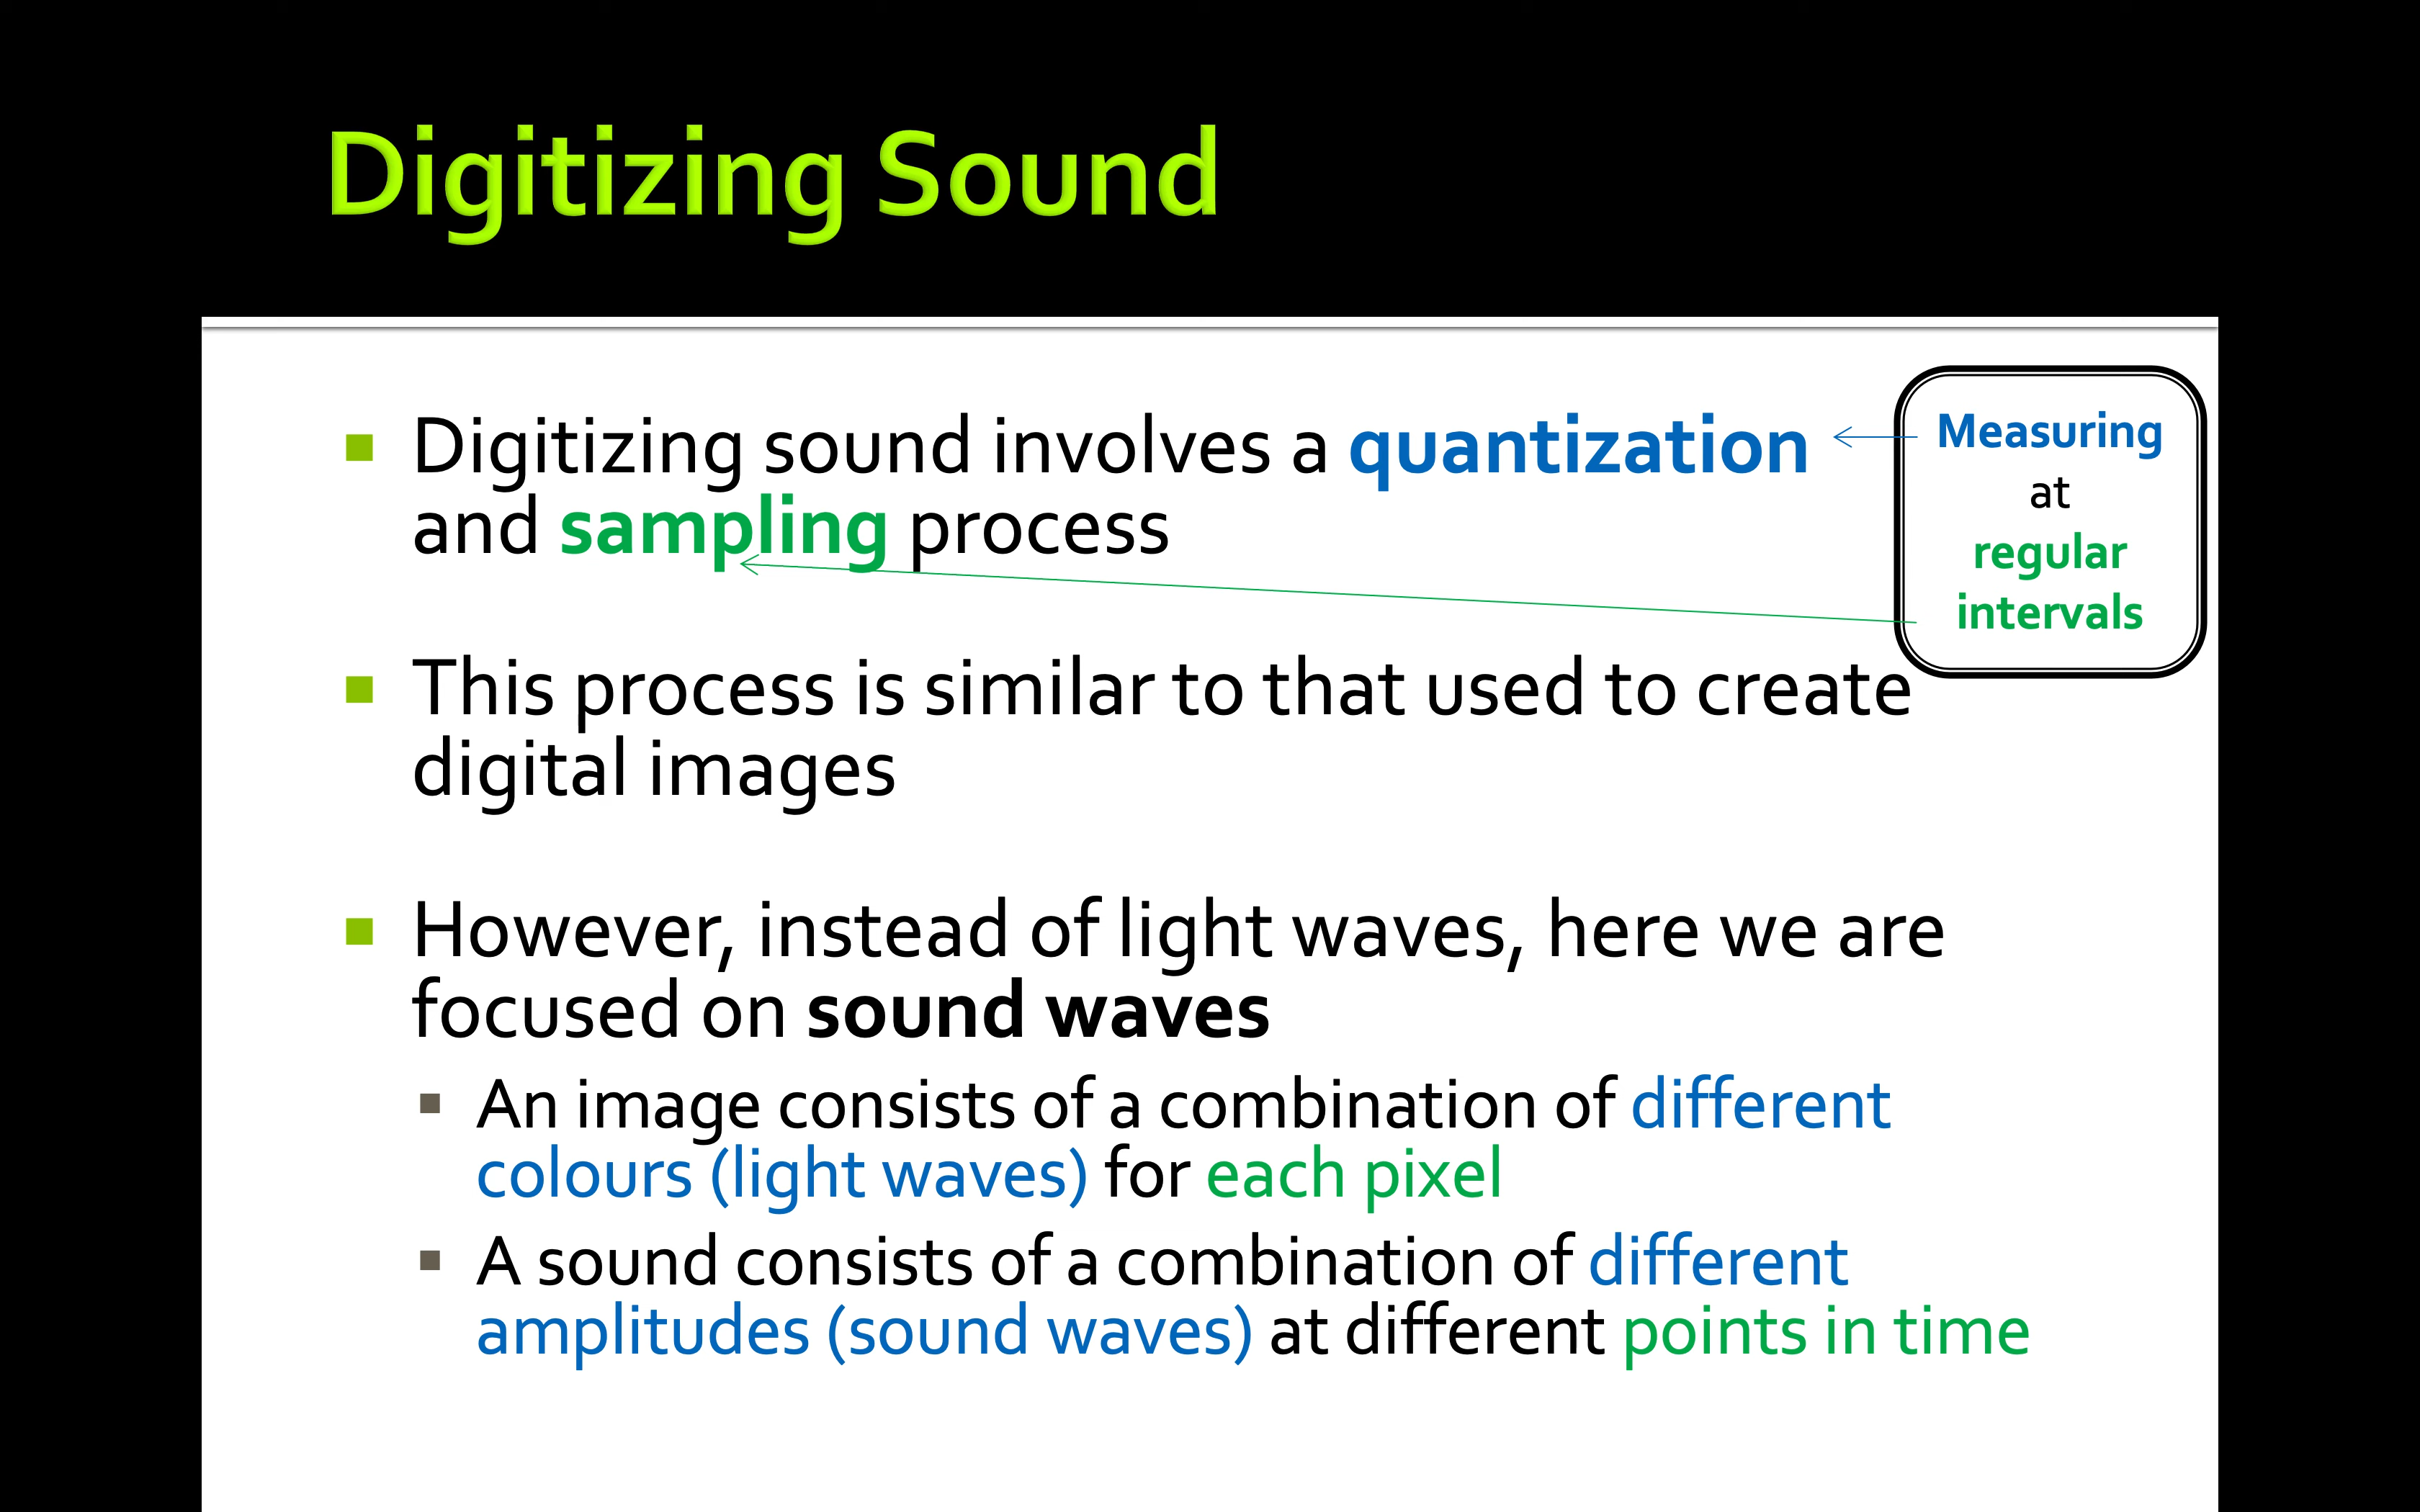 Digitizing Sound
Digitizing sound involves a quantization
and sampling process
Measuring
at
regular
intervals
This process is similar to that used to create
digital images
However, instead of light waves, here we are
focused on sound waves
An image consists of a combination of different
colours (light waves) for each pixel
A sound consists of a combination of different
amplitudes (sound waves) at different points in time